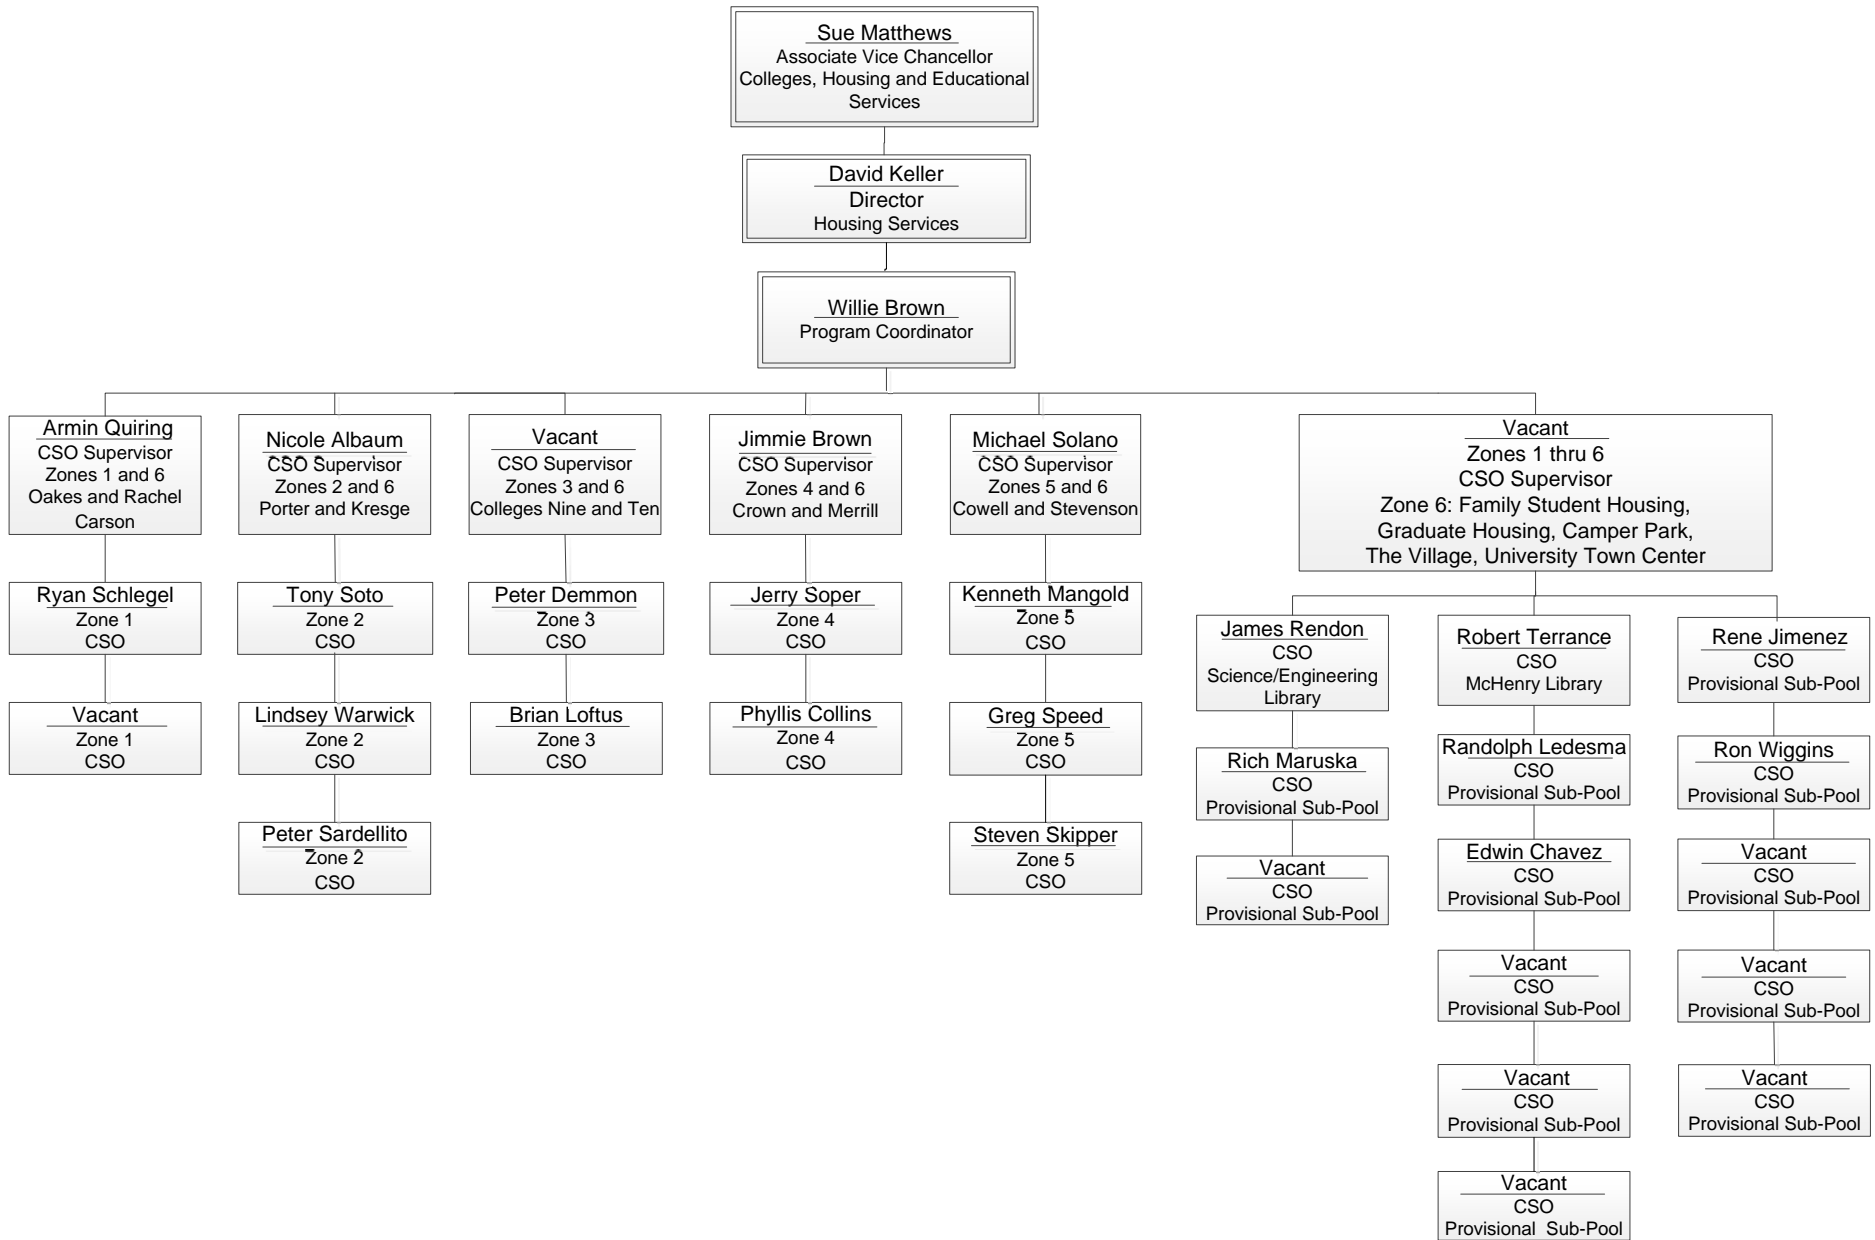 Sue Matthews
Associate Vice Chancellor
Colleges, Housing and Educational
Services
David Keller
Director
Housing Services
Willie Brown
Program Coordinator
Armin Quiring
CSO Supervisor
Zones 1 and 6
Oakes and Rachel
Carson
Nicole Albaum
CSO Supervisor
Zones 2 and 6
Porter and Kresge
Vacant
CSO Supervisor
Zones 3 and 6
Colleges Nine and Ten
Jimmie Brown
CSO Supervisor
Zones 4 and 6
Crown and Merrill
Michael Solano
CSO Supervisor
Zones 5 and 6
Cowell and Stevenson
Vacant
Zones 1 thru 6
CSO Supervisor
Zone 6: Family Student Housing,
Graduate Housing, Camper Park,
The Village, University Town Center
Ryan Schlegel
Zone 1
CSO
Vacant
Zone 1
CSO
Tony Soto
Zone 2
CSO
Lindsey Warwick
Zone 2
CSO
Peter Sardellito
Zone 2
CSO
Peter Demmon
Zone 3
CSO
Brian Loftus
Zone 3
CSO
Jerry Soper
Zone 4
CSO
Phyllis Collins
Zone 4
CSO
Kenneth Mangold
Zone 5
CSO
Greg Speed
Zone 5
CSO
Steven Skipper
Zone 5
CSO
James Rendon
CSO
Science/Engineering
Library
Rich Maruska
CSO
Provisional Sub-Pool
Vacant
CSO
Provisional Sub-Pool
Robert Terrance
CSO
McHenry Library
Randolph Ledesma
CSO
Provisional Sub-Pool
Edwin Chavez
CSO
Provisional Sub-Pool
Vacant
CSO
Provisional Sub-Pool
Vacant
CSO
Provisional Sub-Pool
Vacant
CSO
Provisional Sub-Pool
Rene Jimenez
CSO
Provisional Sub-Pool
Ron Wiggins
CSO
Provisional Sub-Pool
Vacant
CSO
Provisional Sub-Pool
Vacant
CSO
Provisional Sub-Pool
Vacant
CSO
Provisional Sub-Pool